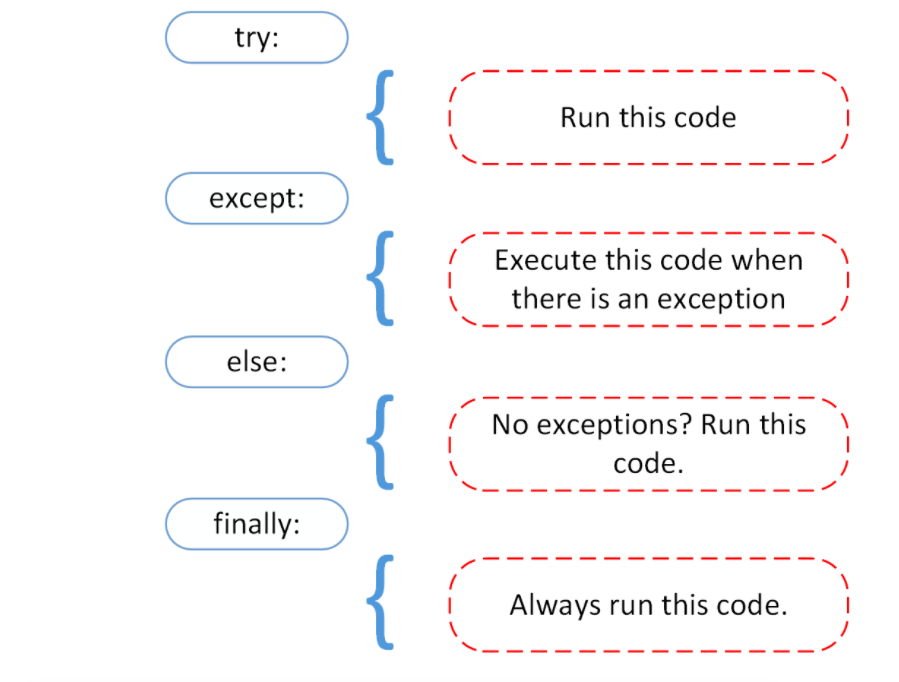 try:
Run this code
except:
Execute this code when
there is an exception
else:
No exceptions? Run this
code.
finally:
Always run this code.